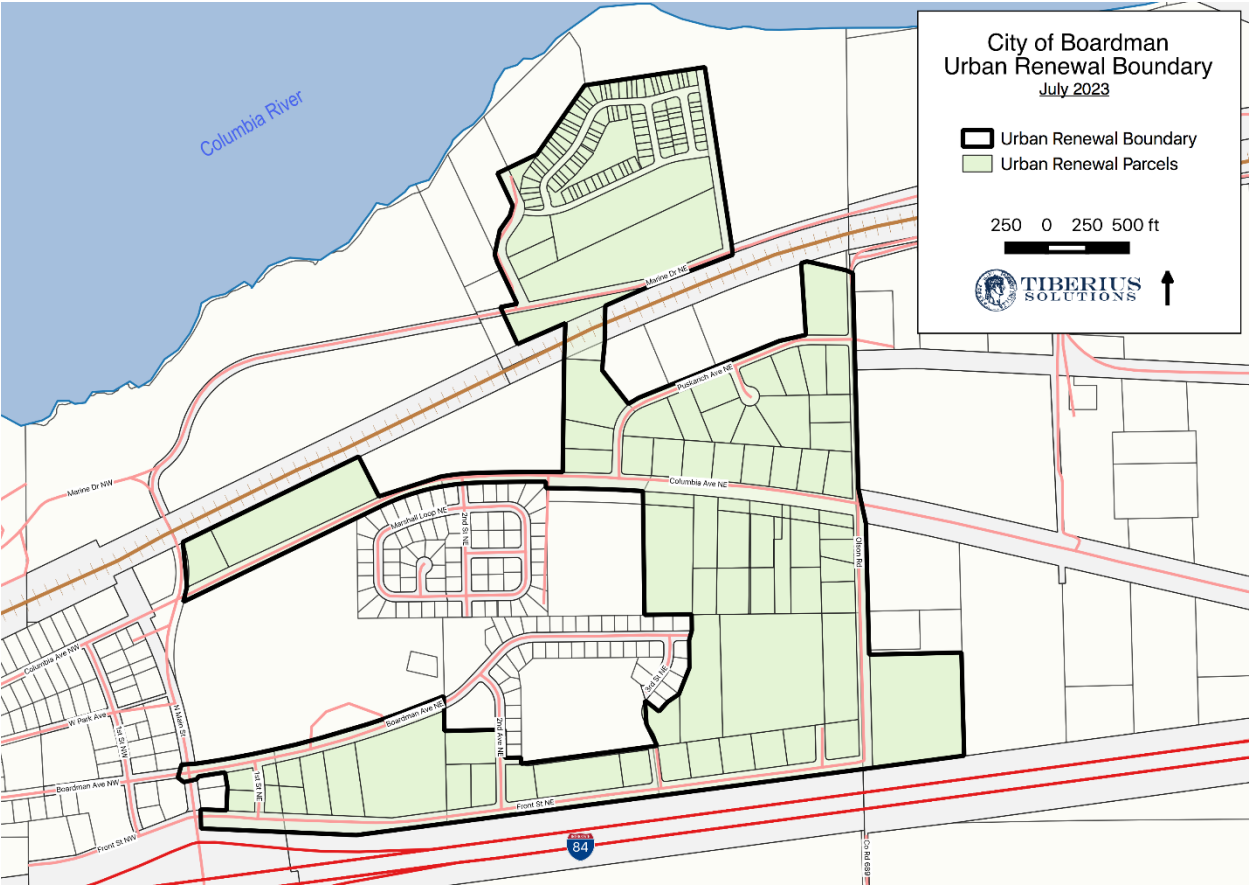 City of Boardman
Urban Renewal Boundary
July 2023
Urban Renewal Boundary
Urban Renewal Parcels
250 0 250 500 ft
TIBERIUS
SOLUTIONS
Columbia River
Marine Dr NE
Puskarich Ave NE
Marine Dr NW
Columbia Ave NE
Marshall Loop NE
2nd St NE
Olson Rd
Columbia Ave NW
3rd St NE
W Park Ave
N Main St
1st St NW
Boardman Ave NE
2nd Ave NE
Boardman Ave NW
1st St NE
Front St NE
Front St NW
84
Co Rd 689